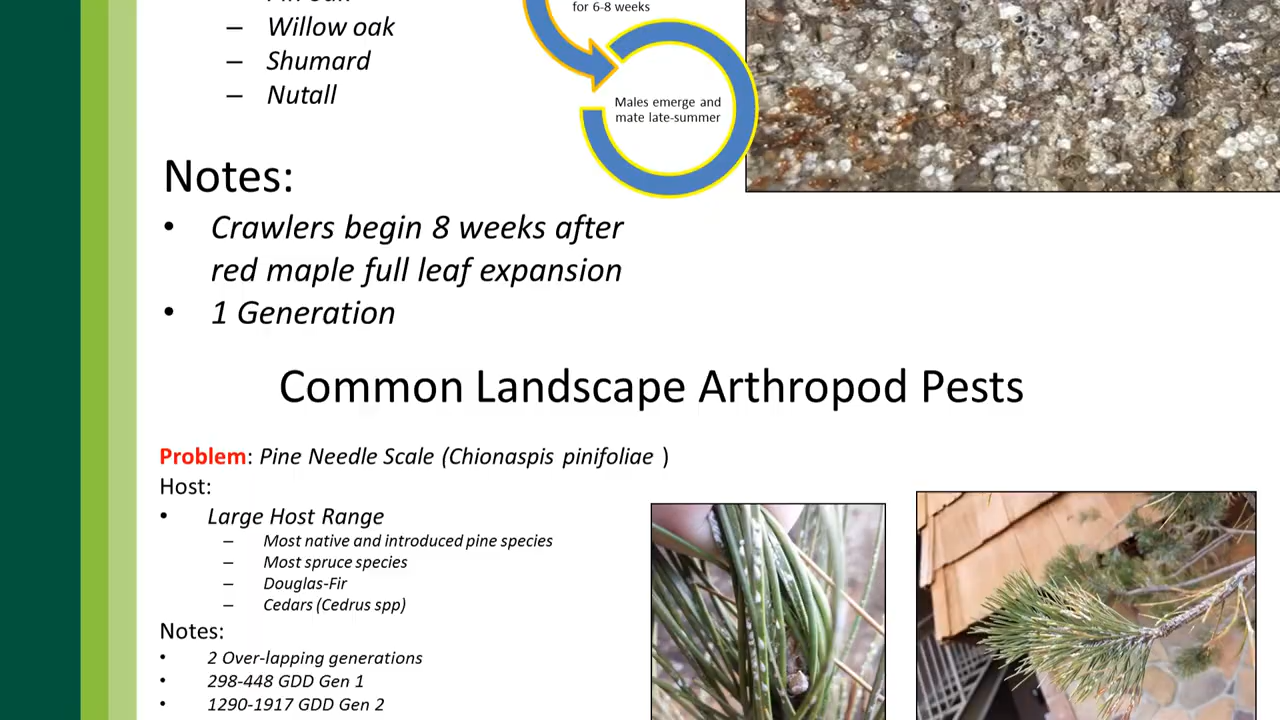 – Willow oak
– Shumard
– Nutall
for 6-8 weeks
Males emerge and
mate late-summer
Notes:
• Crawlers begin 8 weeks after
red maple full leaf expansion
• 1 Generation
Common Landscape Arthropod Pests
Problem: Pine Needle Scale (Chionaspis pinifoliae )
Host:
• Large Host Range
– Most native and introduced pine species
– Most spruce species
– Douglas-Fir
– Cedars (Cedrus spp)
Notes:
• 2 Over-lapping generations
• 298-448 GDD Gen 1
• 1290-1917 GDD Gen 2